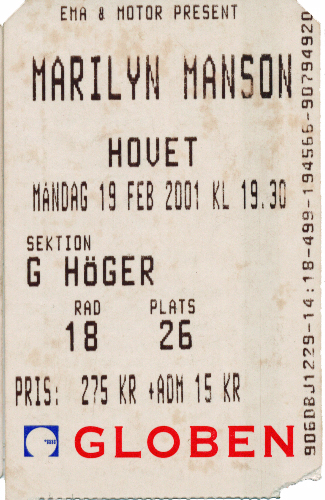 EMA & MOTOR PRESENT
MARILYN MANSON
HOVET
MÅNDAG 19 FEB 2001 KL 19.30
SEKTION
G HÖGER
RAD PLATS
18 26
PRIS: 275 KR +ADM 15 KR
GLOBEN
906DBJ1229-14:18-499-194566-90794920